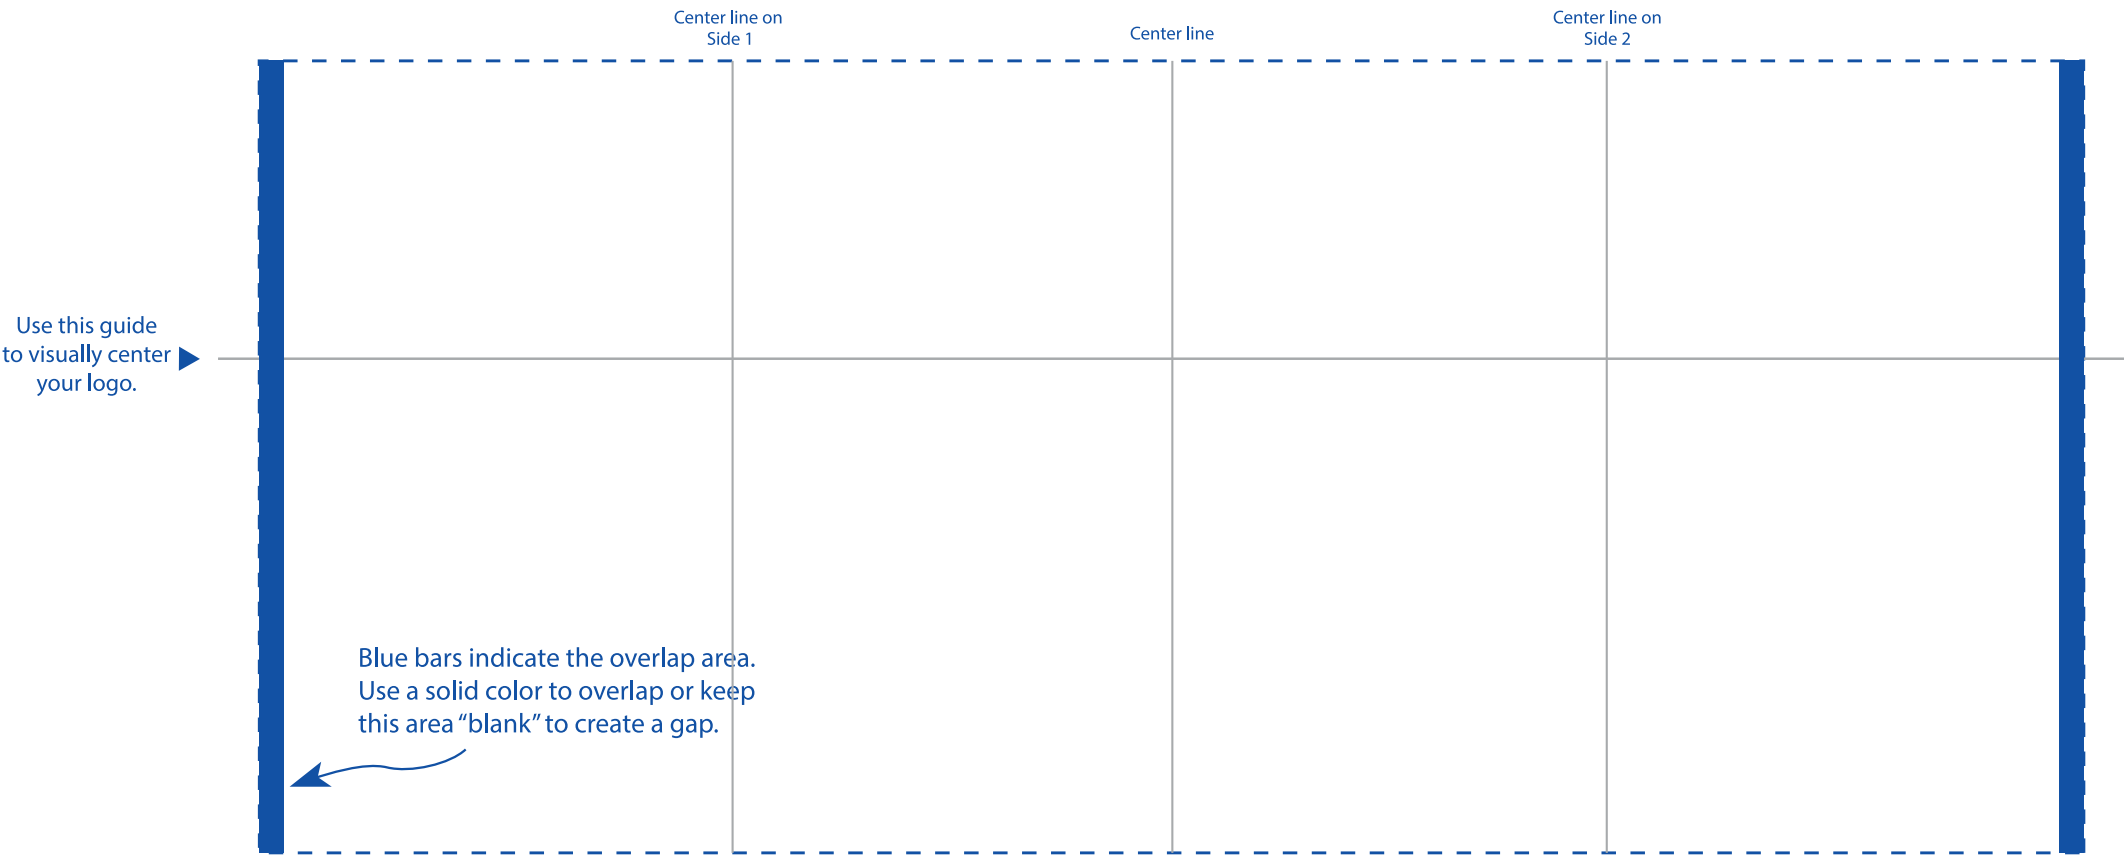 Center line on
Side 1
Center line
Center line on
Side 2
Use this guide
to visually center
your logo.
Blue bars indicate the overlap area.
Use a solid color to overlap or keep
this area “blank” to create a gap.